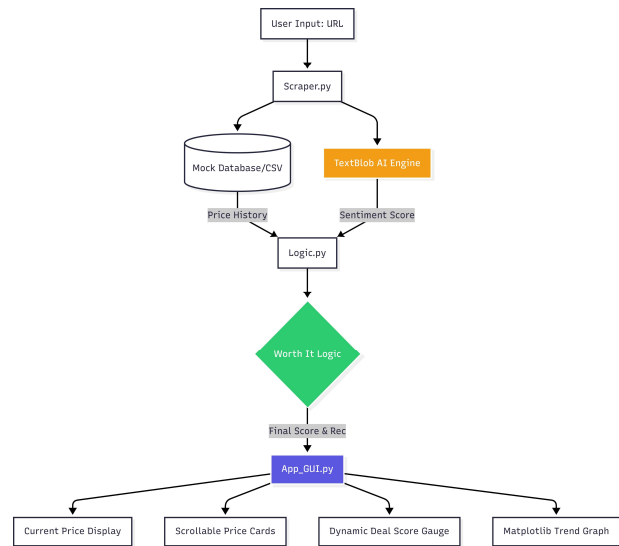 User Input: URL
Scraper.py
Mock Database/CSV
TextBlob AI Engine
Price History
Sentiment Score
Logic.py
Worth It Logic
Final Score & Rec
App_GUI.py
Current Price Display
Scrollable Price Cards
Dynamic Deal Score Gauge
Matplotlib Trend Graph